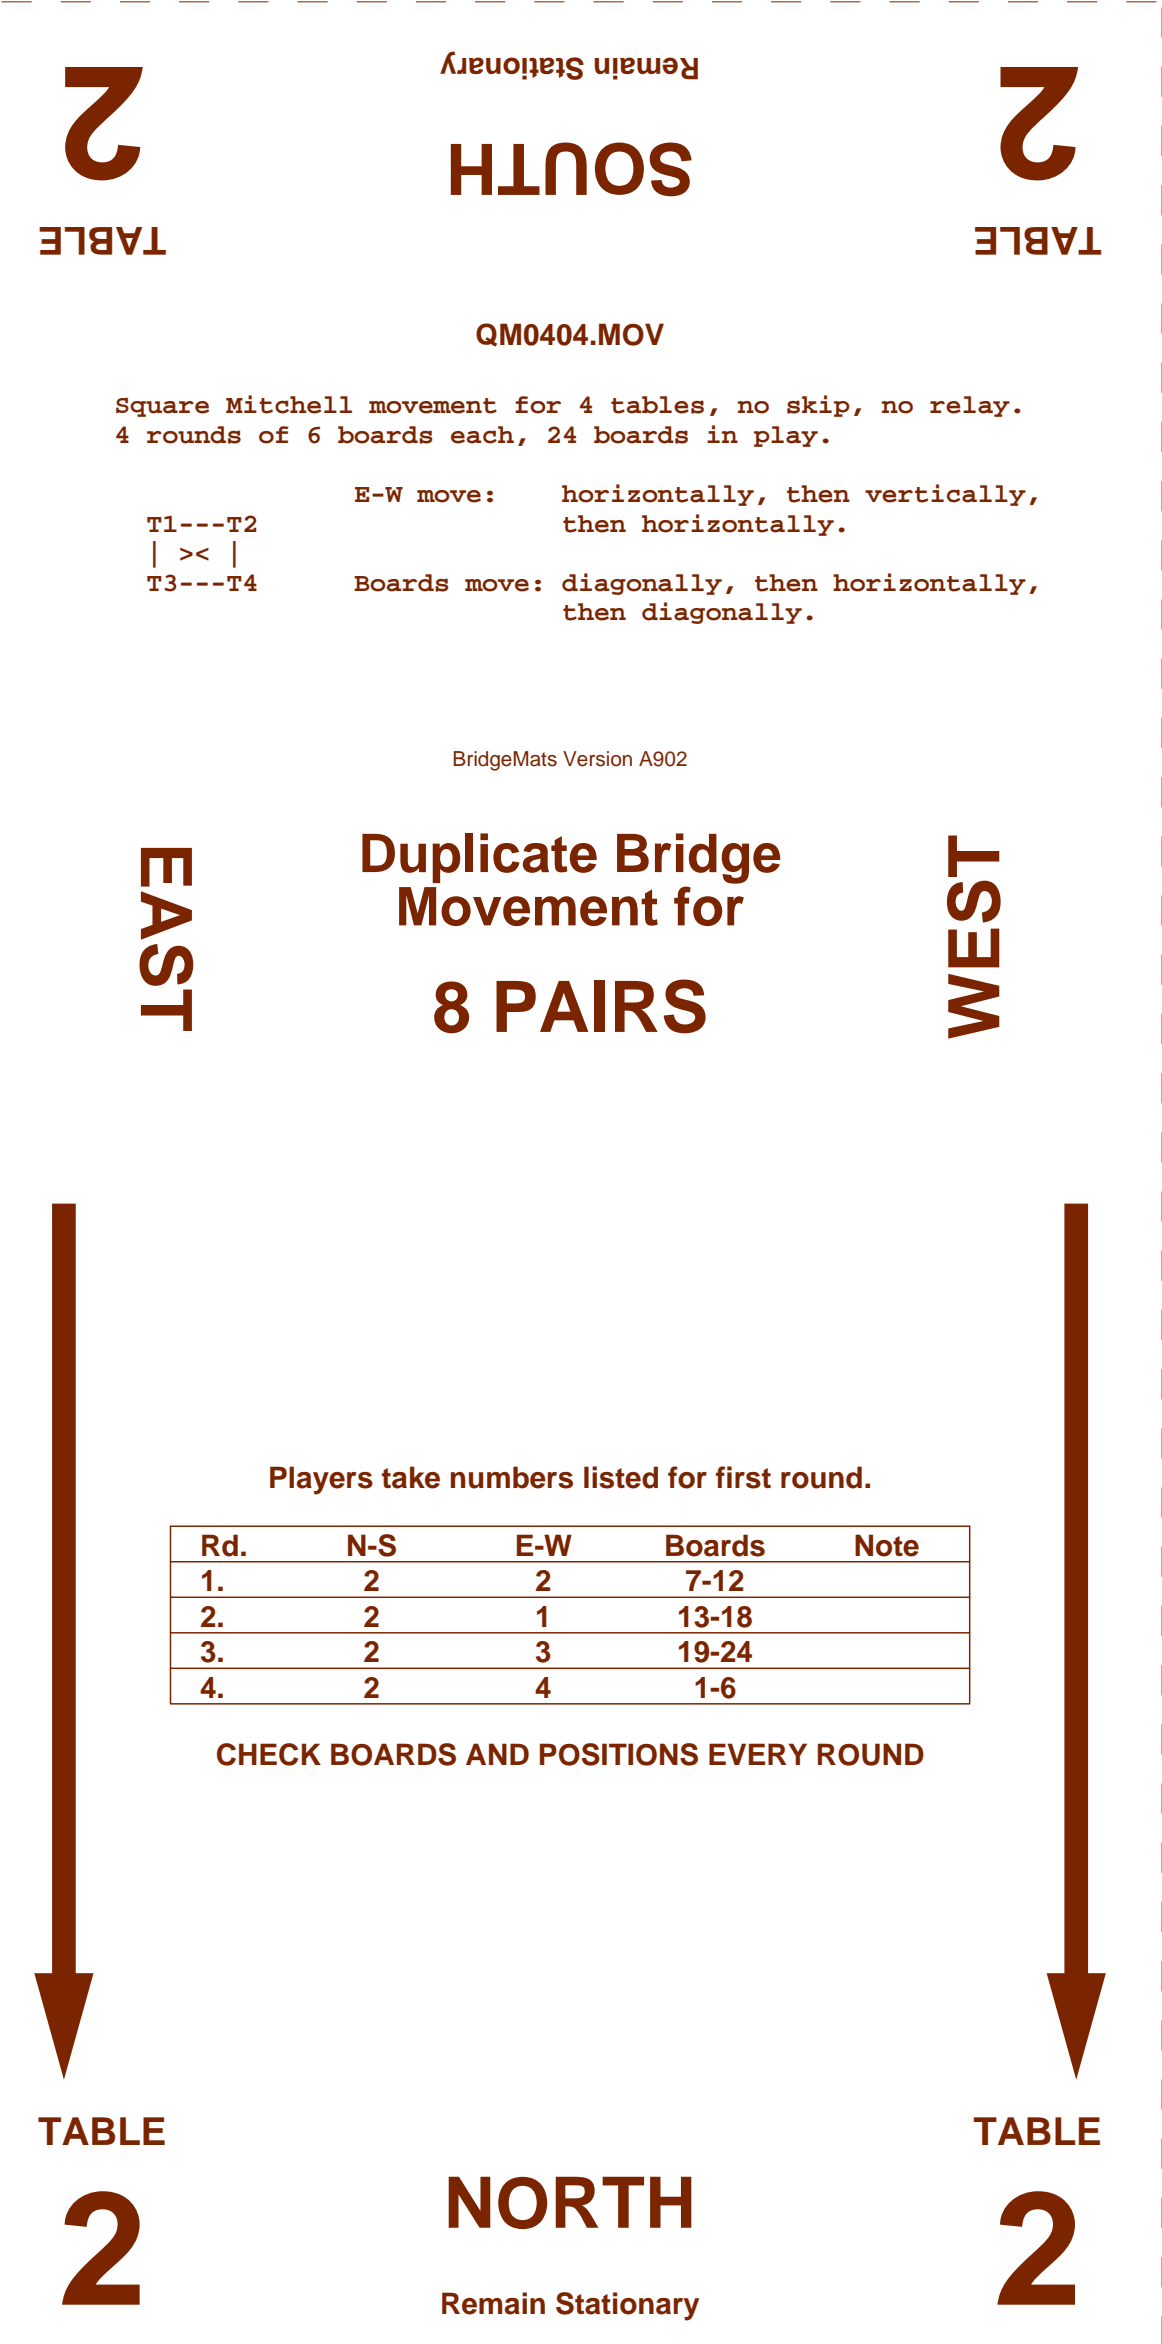 Remain Stationary
2 2
SOUTH
TABLE TABLE
QM0404.MOV
Square Mitchell movement for 4 tables, no skip, no relay.
4 rounds of 6 boards each, 24 boards in play.
E-W move: horizontally, then vertically,
T1---T2 then horizontally.
| >< |
T3---T4 Boards move: diagonally, then horizontally,
then diagonally.
BridgeMats Version A902
EAST
Duplicate Bridge
Movement for
8 PAIRS
WEST
Players take numbers listed for first round.
Rd. N-S E-W Boards Note
1. 2 2 7-12
2. 2 1 13-18
3. 2 3 19-24
4. 2 4 1-6
CHECK BOARDS AND POSITIONS EVERY ROUND
TABLE TABLE
NORTH
2 2
Remain Stationary